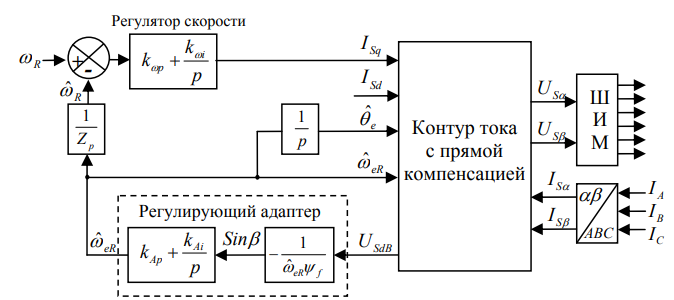 Регулятор скорости
ω_R
+
-
k_ωp + k_ωi / p
I_Sq
I_Sd
ω̂_R
1 / Z_p
1 / p
θ̂_e
ω̂_eR
Контур тока
с прямой
компенсацией
U_Sα
U_Sβ
Ш
И
М
I_Sα
I_Sβ
αβ
ABC
I_A
I_B
I_C
Регулирующий адаптер
ω̂_eR
k_Ap + k_Ai / p
Sinβ
- 1 / ω̂_eR ψ_f
U_SdB